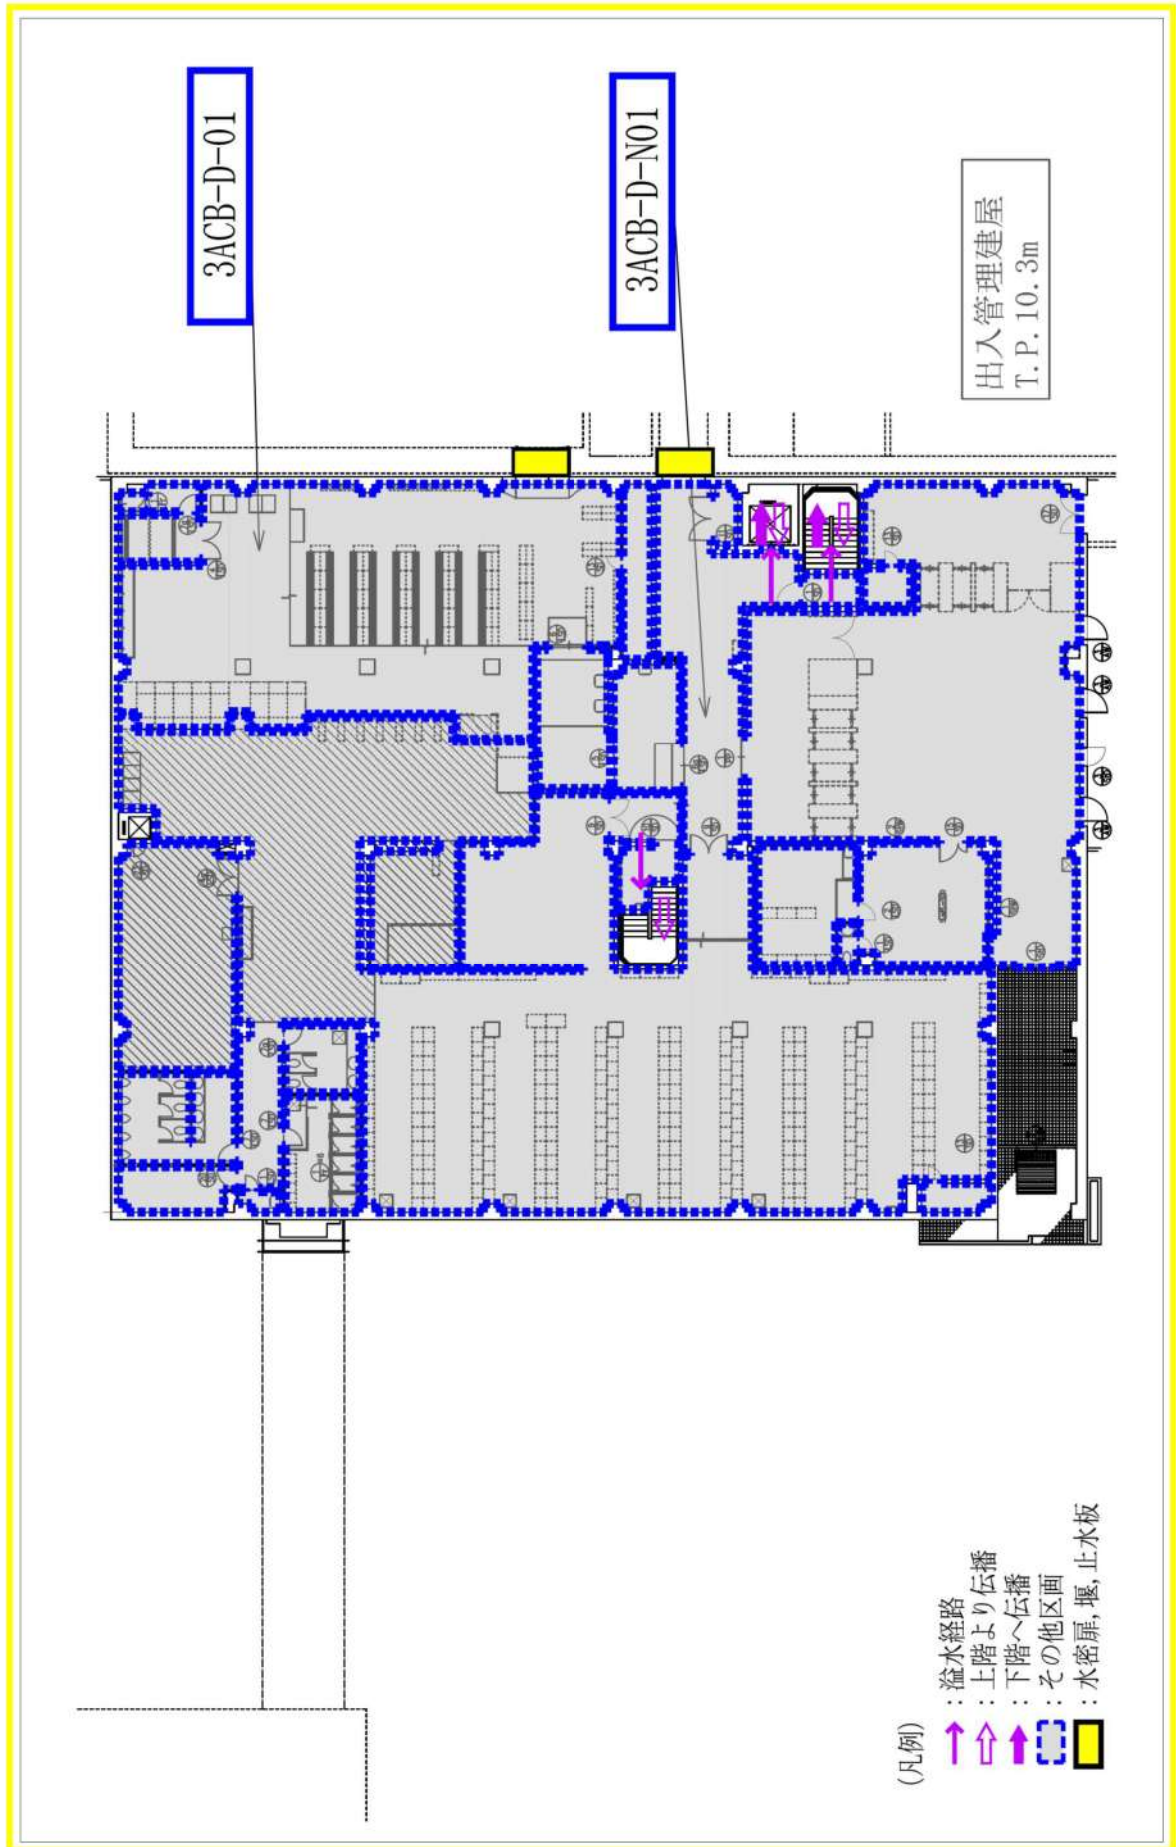 3ACB-D-01
3ACB-D-N01
出入管理建屋
T.P.10.3m
(凡例)
：溢水経路
：上階より伝播
：下階へ伝播
：その他区画
：水密扉,堰,止水板